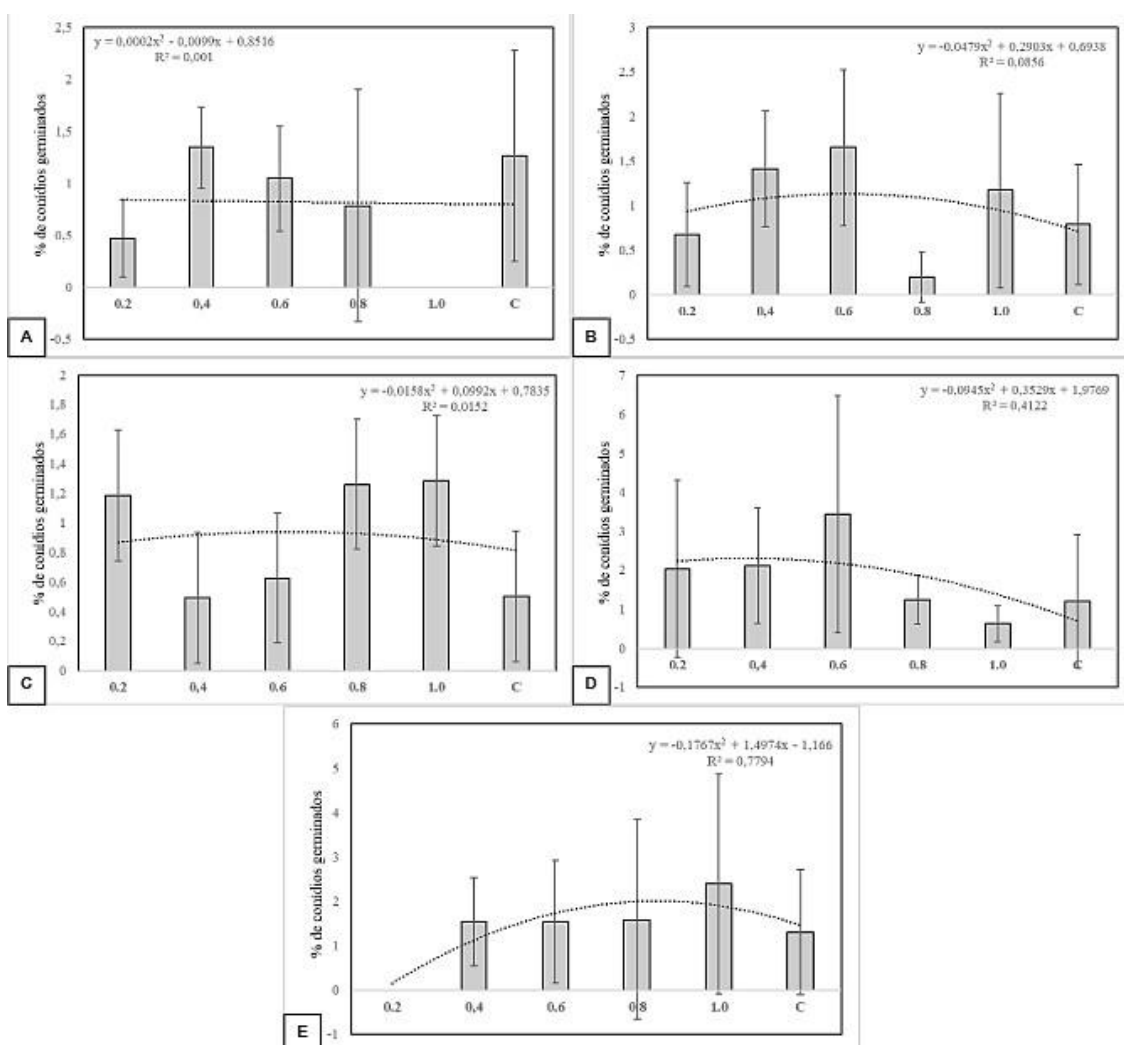 y = 0,0002x² - 0,0099x + 0,8516
R² = 0,001
% de conidios germinados
2,5
2
1,5
1
0,5
0
-0,5
0.2 0,4 0.6 0.8 1.0 C
A
y = -0,0479x² + 0,2903x + 0,6938
R² = 0,0856
% de conidios germinados
3
2,5
2
1,5
1
0,5
0
-0,5
0.2 0,4 0.6 0.8 1.0 C
B
y = -0,0158x² + 0,0992x + 0,7835
R² = 0,0152
% de conidios germinados
2
1,8
1,6
1,4
1,2
1
0,8
0,6
0,4
0,2
0
0.2 0,4 0.6 0.8 1.0 C
C
y = -0,0945x² + 0,3529x + 1,9769
R² = 0,4122
% de conidios germinados
7
6
5
4
3
2
1
0
-1
0.2 0,4 0.6 0.8 1.0 C
D
y = -0,1767x² + 1,4974x - 1,166
R² = 0,7794
% de conidios germinados
6
5
4
3
2
1
0
-1
0.2 0,4 0.6 0.8 1.0 C
E